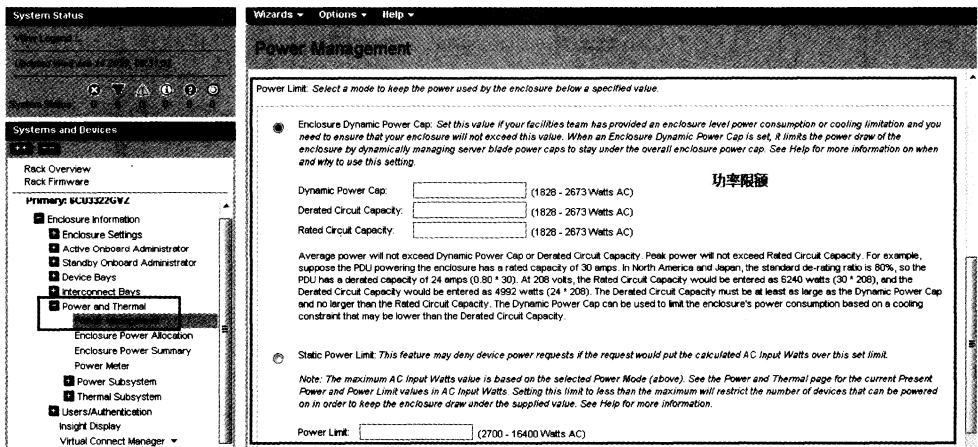 System Status
View Legend
System Status: 0 6 0 0 0 0
Systems and Devices
Rack Overview
Rack Firmware
Enclosure Information
Enclosure Settings
Active Onboard Administrator
Standby Onboard Administrator
Device Bays
Interconnect Bays
Power and Thermal
Enclosure Power Allocation
Enclosure Power Summary
Power Meter
Power Subsystem
Thermal Subsystem
Users/Authentication
Insight Display
Virtual Connect Manager
Wizards Options Help
Power Management
Power Limit: Select a mode to keep the power used by the enclosure below a specified value.
Enclosure Dynamic Power Cap: Set this value if your facilities team has provided an enclosure level power consumption or cooling limitation and you
need to ensure that your enclosure will not exceed this value. When an Enclosure Dynamic Power Cap is set, it limits the power draw of the
enclosure by dynamically managing server blade power caps to stay under the overall enclosure power cap. See Help for more information on when
and why to use this setting.
功率限额
Dynamic Power Cap: (1828 - 2673 Watts AC)
Derated Circuit Capacity: (1828 - 2673 Watts AC)
Rated Circuit Capacity: (1828 - 2673 Watts AC)
Average power will not exceed Dynamic Power Cap or Derated Circuit Capacity. Peak power will not exceed Rated Circuit Capacity. For example,
suppose the PDU powering the enclosure has a rated capacity of 30 amps. In North America and Japan, the standard de-rating ratio is 80%, so the
PDU has a derated capacity of 24 amps (0.80 * 30). At 208 volts, the Rated Circuit Capacity would be entered as 6240 watts (30 * 208), and the
Derated Circuit Capacity would be entered as 4992 watts (24 * 208). The Derated Circuit Capacity must be at least as large as the Dynamic Power Cap
and no larger than the Rated Circuit Capacity. The Dynamic Power Cap can be used to limit the enclosure's power consumption based on a cooling
constraint that may be lower than the Derated Circuit Capacity.
Static Power Limit: This feature may deny device power requests if the request would put the calculated AC Input Watts over this set limit.
Note: The maximum AC Input Watts value is based on the selected Power Mode (above). See the Power and Thermal page for the current Present
Power and Power Limit values in AC Input Watts. Setting this limit to less than the maximum will restrict the number of devices that can be powered
on in order to keep the enclosure draw under the supplied value. See Help for more information.
Power Limit: (2700 - 16400 Watts AC)